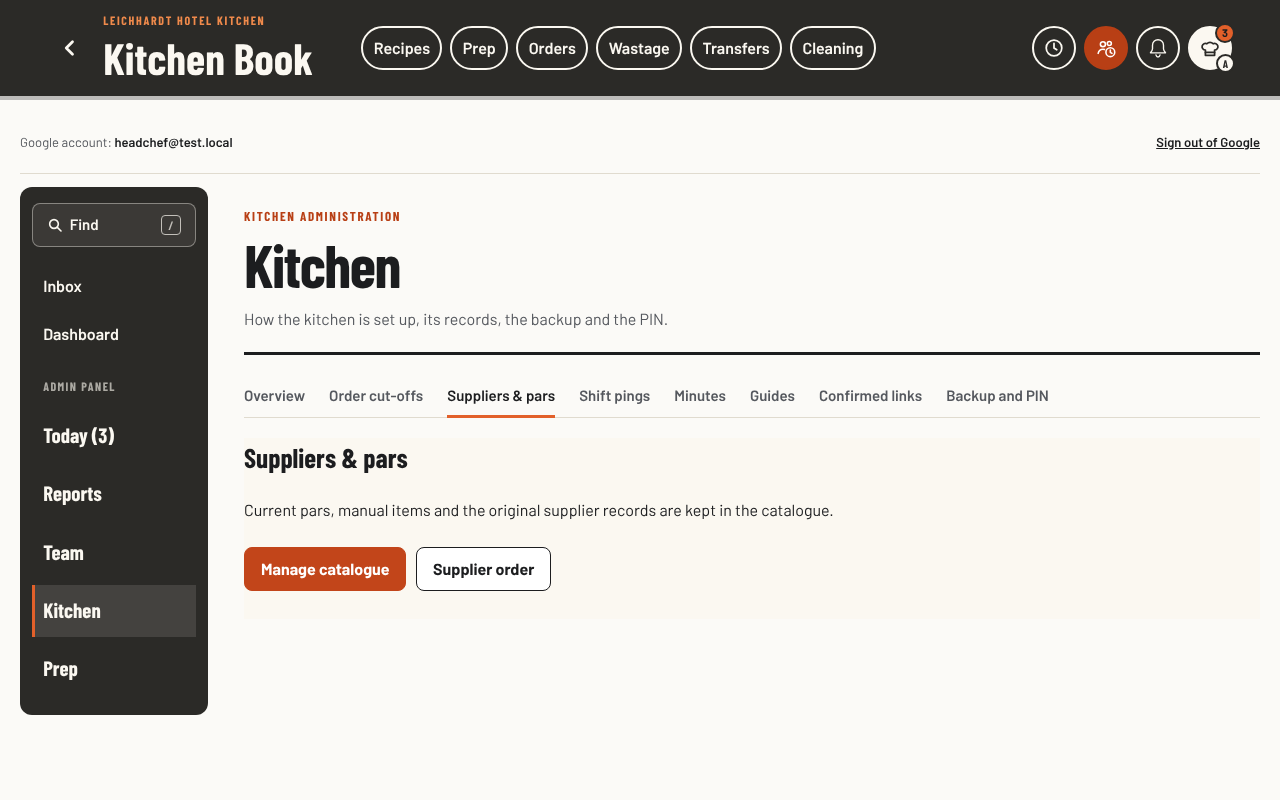 LEICHHARDT HOTEL KITCHEN
Kitchen Book
Recipes
Prep
Orders
Wastage
Transfers
Cleaning
3
A
Google account: headchef@test.local
Sign out of Google
Find
/
Inbox
Dashboard
ADMIN PANEL
Today (3)
Reports
Team
Kitchen
Prep
KITCHEN ADMINISTRATION
Kitchen
How the kitchen is set up, its records, the backup and the PIN.
Overview
Order cut-offs
Suppliers & pars
Shift pings
Minutes
Guides
Confirmed links
Backup and PIN
Suppliers & pars
Current pars, manual items and the original supplier records are kept in the catalogue.
Manage catalogue
Supplier order